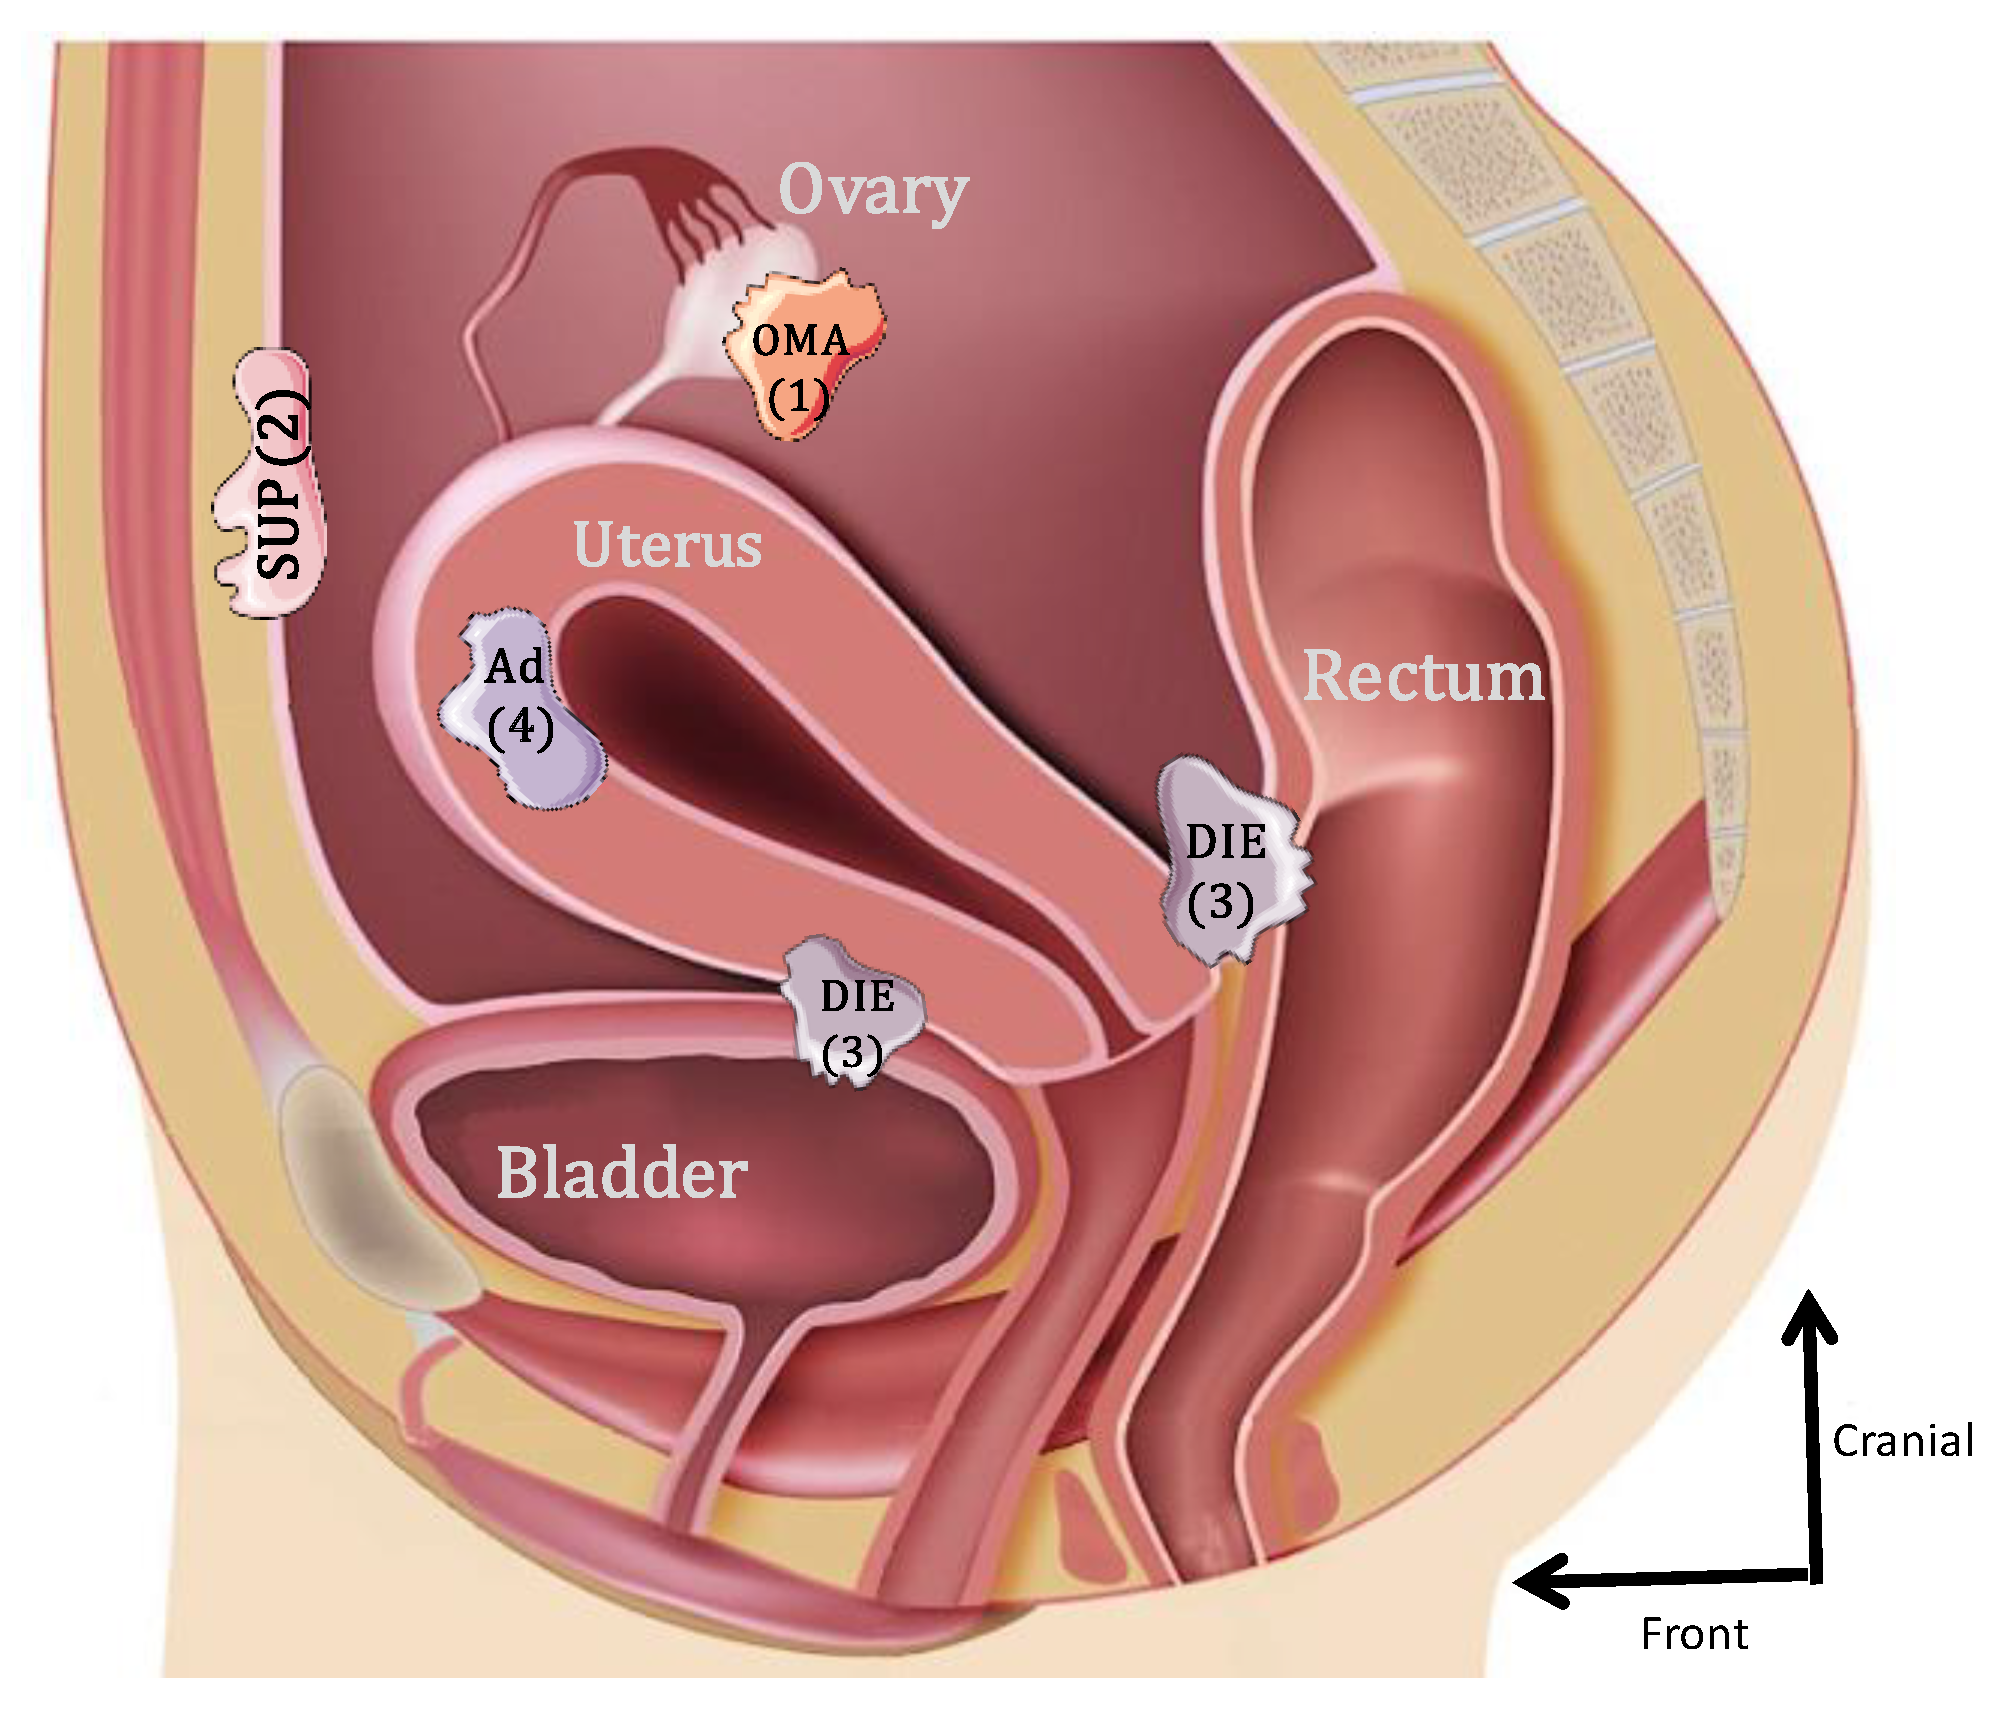 Ovary
OMA
(1)
SUP (2)
Uterus
Ad
(4)
Rectum
DIE
(3)
DIE
(3)
Bladder
Cranial
Front